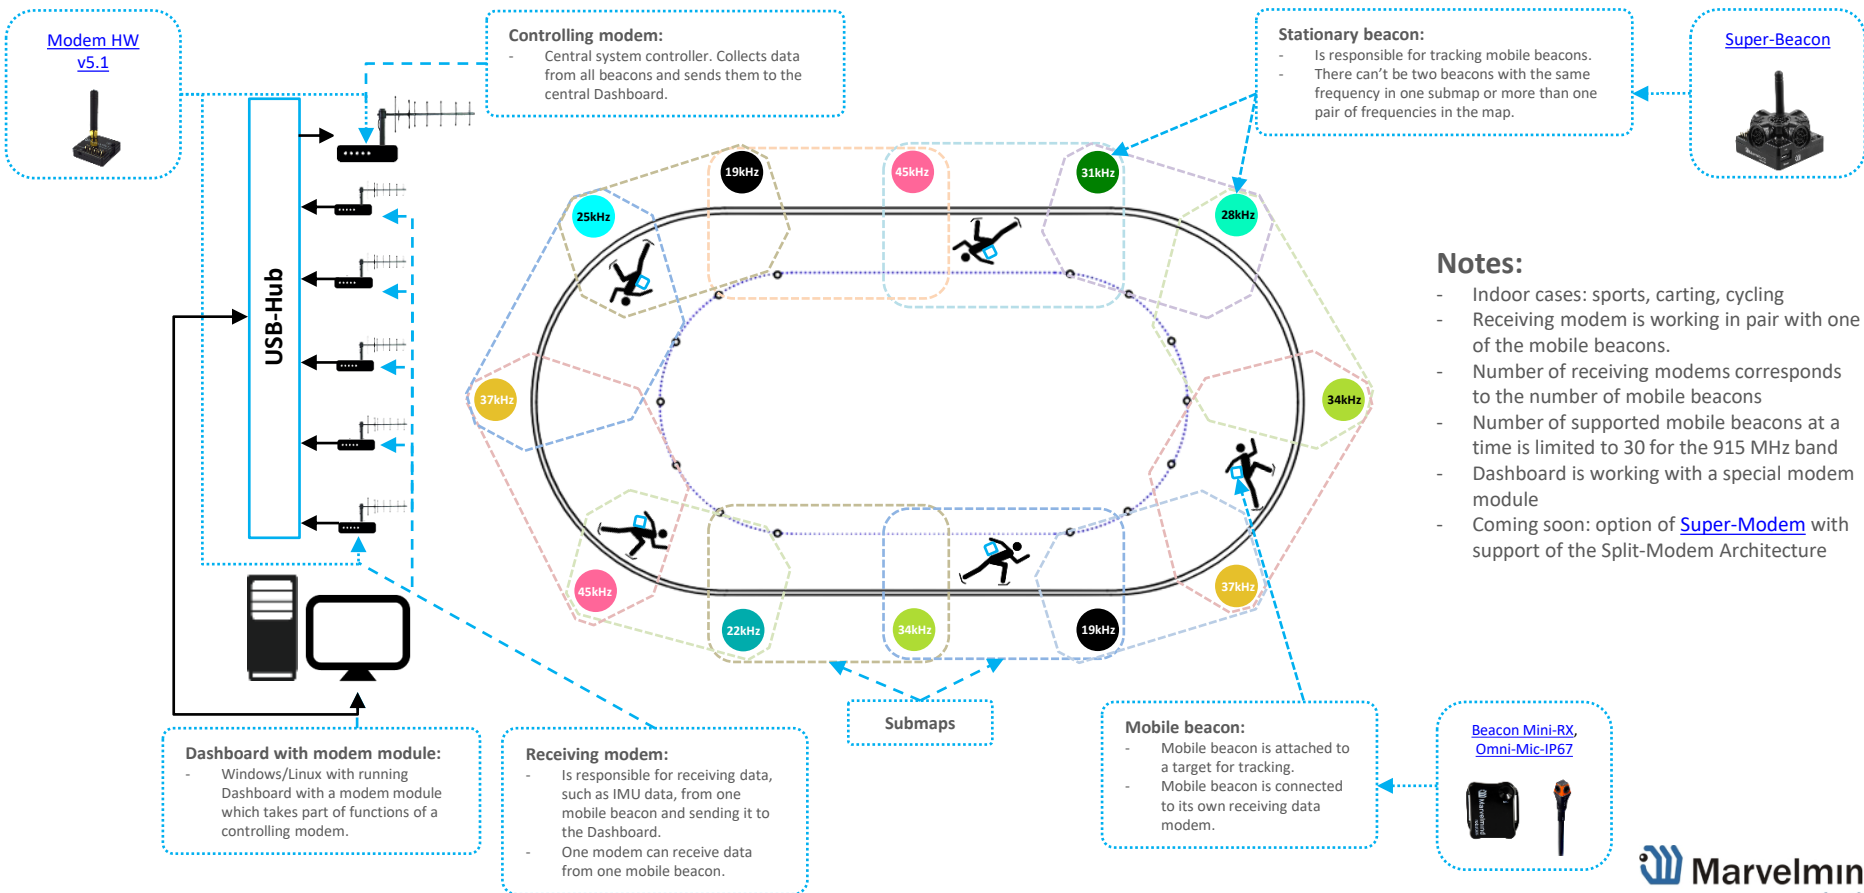 Modem HW
v5.1
Controlling modem:
- Central system controller. Collects data
from all beacons and sends them to the
central Dashboard.
Stationary beacon:
- Is responsible for tracking mobile beacons.
- There can’t be two beacons with the same
frequency in one submap or more than one
pair of frequencies in the map.
Super-Beacon
USB-Hub
19kHz
45kHz
31kHz
25kHz
28kHz
37kHz
34kHz
45kHz
37kHz
22kHz
34kHz
19kHz
Notes:
- Indoor cases: sports, carting, cycling
- Receiving modem is working in pair with one
of the mobile beacons.
- Number of receiving modems corresponds
to the number of mobile beacons
- Number of supported mobile beacons at a
time is limited to 30 for the 915 MHz band
- Dashboard is working with a special modem
module
- Coming soon: option of Super-Modem with
support of the Split-Modem Architecture
Submaps
Dashboard with modem module:
- Windows/Linux with running
Dashboard with a modem module
which takes part of functions of a
controlling modem.
Receiving modem:
- Is responsible for receiving data,
such as IMU data, from one
mobile beacon and sending it to
the Dashboard.
- One modem can receive data
from one mobile beacon.
Mobile beacon:
- Mobile beacon is attached to
a target for tracking.
- Mobile beacon is connected
to its own receiving data
modem.
Beacon Mini-RX,
Omni-Mic-IP67
Marvelmind
Marvelmin